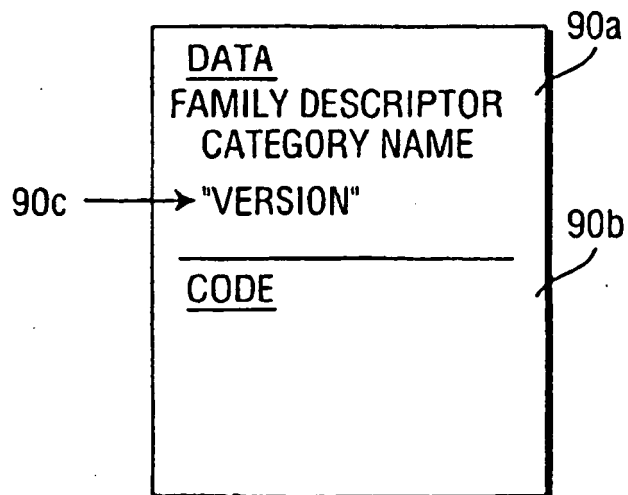 90a
DATA
FAMILY DESCRIPTOR
CATEGORY NAME
90c
"VERSION"
90b
CODE